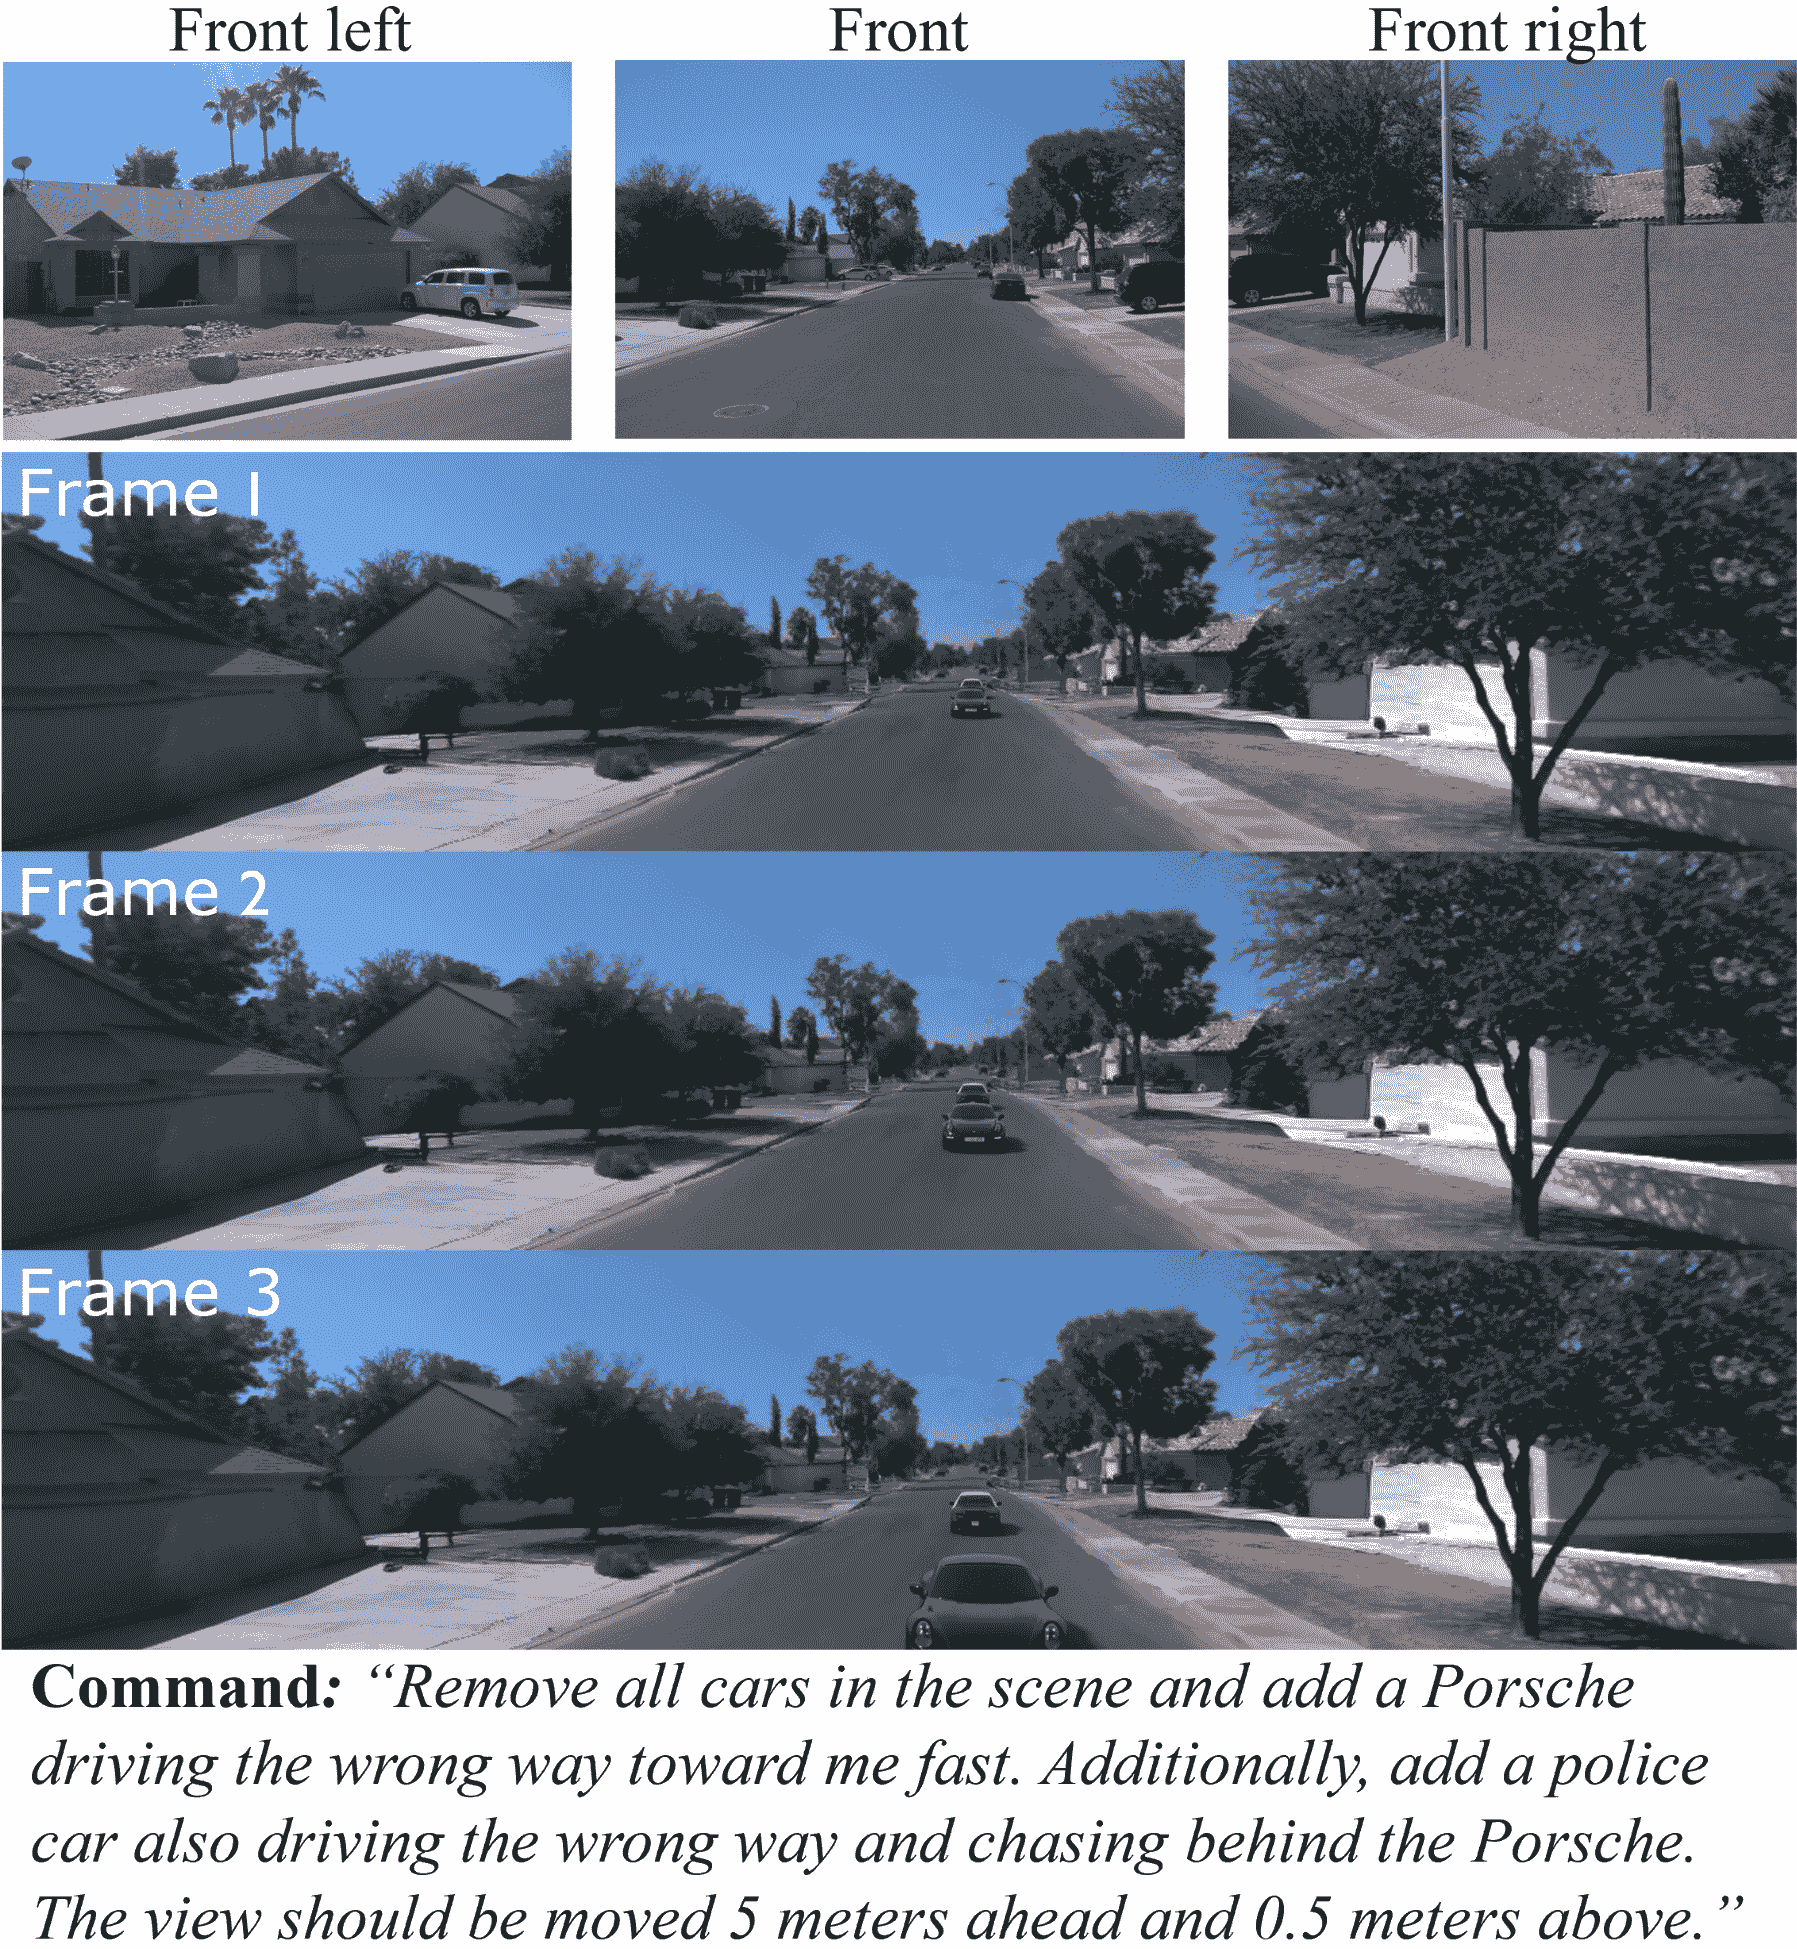 Front left
Front
Front right
Frame 1
Frame 2
Frame 3
Command: “Remove all cars in the scene and add a Porsche
driving the wrong way toward me fast. Additionally, add a police
car also driving the wrong way and chasing behind the Porsche.
The view should be moved 5 meters ahead and 0.5 meters above.”